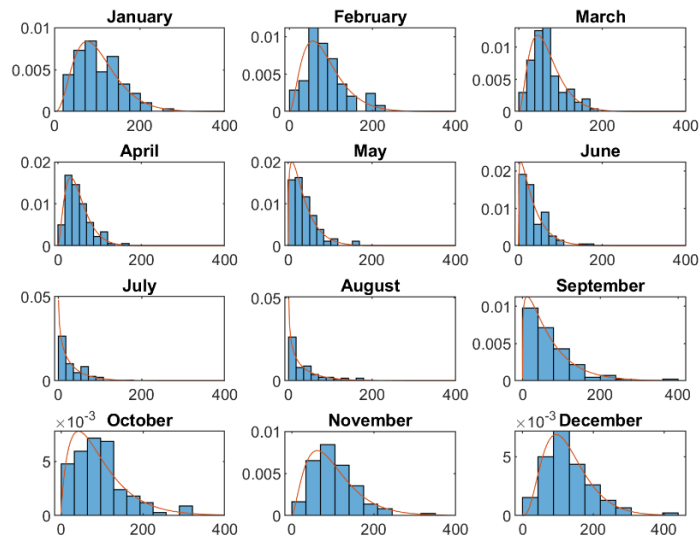 January February March
0.01 0.01 0.01
0.005 0.005 0.005
0 0 0
0 200 400 0 200 400 0 200 400
April May June
0.02 0.02 0.02
0.01 0.01 0.01
0 0 0
0 200 400 0 200 400 0 200 400
July August September
0.05 0.05 0.01
0.005
0 0 0
0 200 400 0 200 400 0 200 400
×10⁻³ October November ×10⁻³ December
0.01
5 0.005 5
0 0 0
0 200 400 0 200 400 0 200 400